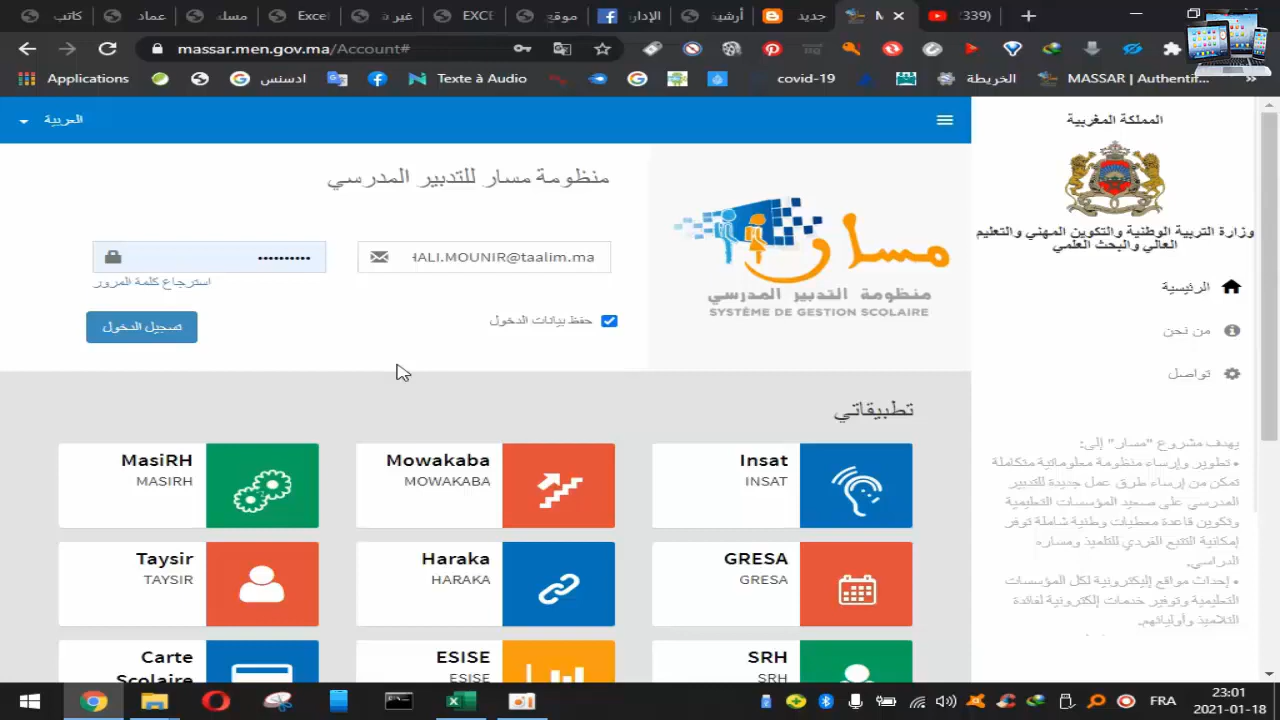 كاتب
عماد
مسك
Excel
غير ة
EXCE
موقع
الإدار
أرشية
جديد
M
(339)
massar.men.gov.ma/Account#
Applications
ادسنس
Texte à Audio
covid-19
الخريطة
MASSAR | Authentif...
العربية
منظومة مسار للتدبير المدرسي
HALI.MOUNIR@taalim.ma
••••••••••
استرجاع كلمة المرور
حفظ بيانات الدخول
تسجيل الدخول
مسار
منظومة التدبير المدرسي
SYSTÈME DE GESTION SCOLAIRE
المملكة المغربية
وزارة التربية الوطنية والتكوين المهني والتعليم
العالي والبحث العلمي
الرئيسية
من نحن
تواصل
يهدف مشروع "مسار" إلى:
• تطوير وإرساء منظومة معلوماتية متكاملة
تمكن من إرساء طرق عمل جديدة للتدبير
المدرسي على صعيد المؤسسات التعليمية
وتكوين قاعدة معطيات وطنية شاملة توفر
إمكانية التتبع الفردي للتلميذ ومساره
الدراسي.
• إحداث مواقع إليكترونية لكل المؤسسات
التعليمية وتوفير خدمات إلكترونية لفائدة
التلاميذ وأوليائهم.
تطبيقاتي
MasiRH
MASIRH
Mowakaba
MOWAKABA
Insat
INSAT
Taysir
TAYSIR
Haraka
HARAKA
GRESA
GRESA
Carte
Scolaire
ESISE
ESISE
SRH
SRH
FRA
23:01
2021-01-18